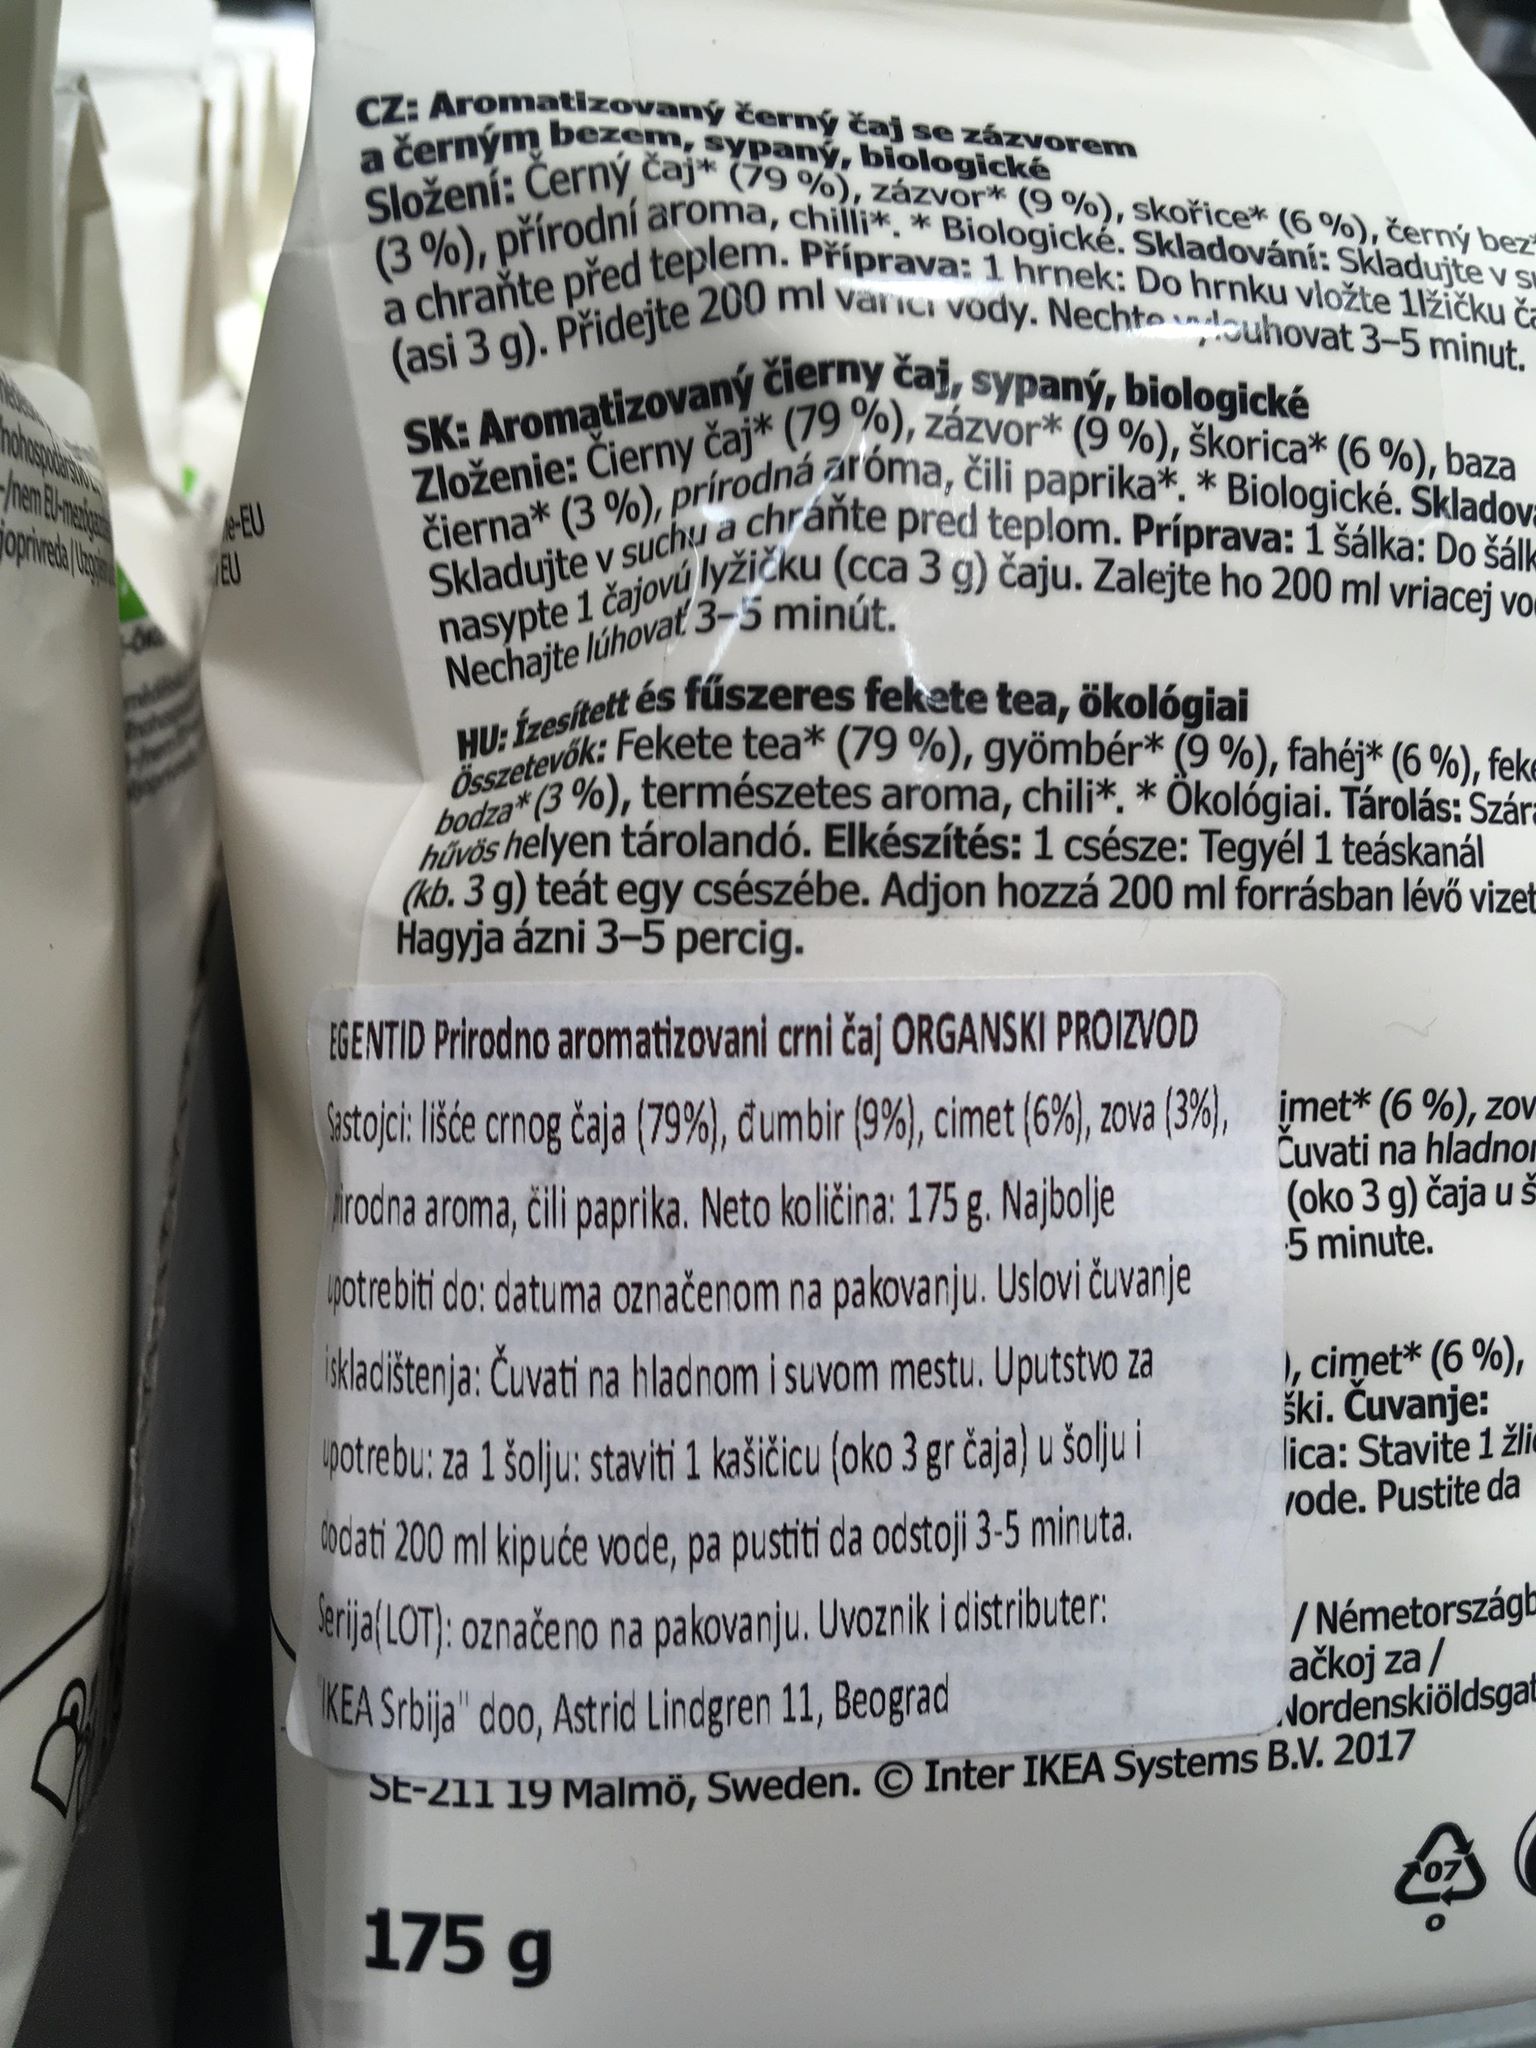 CZ: Aromatizovaný černý čaj se zázvorem
a černým bezem, sypaný, biologické
Složení: Černý čaj* (79 %), zázvor* (9 %), skořice* (6 %), černý bez*
(3 %), přírodní aroma, chilli*. * Biologické. Skladování: Skladujte v
a chraňte před teplem. Příprava: 1 hrnek: Do hrnku vložte 1lžičku
(asi 3 g). Přidejte 200 ml vařící vody. Nechte vylouhovat 3–5 minut.
SK: Aromatizovaný čierny čaj, sypaný, biologické
Zloženie: Čierny čaj* (79 %), zázvor* (9 %), škorica* (6 %), baza
čierna* (3 %), prírodná aróma, čili paprika*. * Biologické. Skladova
Skladujte v suchu a chráňte pred teplom. Príprava: 1 šálka: Do šálk
nasypte 1 čajovú lyžičku (cca 3 g) čaju. Zalejte ho 200 ml vriacej vo
Nechajte lúhovať 3–5 minút.
HU: Ízesített és fűszeres fekete tea, ökológiai
Összetevők: Fekete tea* (79 %), gyömbér* (9 %), fahéj* (6 %), feke
bodza* (3 %), természetes aroma, chili*. * Ökológiai. Tárolás: Szára
hűvös helyen tárolandó. Elkészítés: 1 csésze: Tegyél 1 teáskanál
(kb. 3 g) teát egy csészébe. Adjon hozzá 200 ml forrásban lévő vizet
Hagyja ázni 3–5 percig.
EGENTID Prirodno aromatizovani crni čaj ORGANSKI PROIZVOD
Sastojci: lišće crnog čaja (79%), đumbir (9%), cimet (6%), zova (3%),
prirodna aroma, čili paprika. Neto količina: 175 g. Najbolje
upotrebiti do: datuma označenom na pakovanju. Uslovi čuvanje
i skladištenja: Čuvati na hladnom i suvom mestu. Uputstvo za
upotrebu: za 1 šolju: staviti 1 kašičicu (oko 3 gr čaja) u šolju i
dodati 200 ml kipuće vode, pa pustiti da odstoji 3-5 minuta.
Serija(LOT): označeno na pakovanju. Uvoznik i distributer:
"IKEA Srbija" doo, Astrid Lindgren 11, Beograd
imet* (6 %), zov
Čuvati na hladnom
(oko 3 g) čaja u š
-5 minute.
), cimet* (6 %),
ški. Čuvanje:
lica: Stavite 1 žlič
vode. Pustite da
/ Németországb
ačkoj za /
Nordenskiöldsgat
SE-211 19 Malmö, Sweden. © Inter IKEA Systems B.V. 2017
07
O
175 g